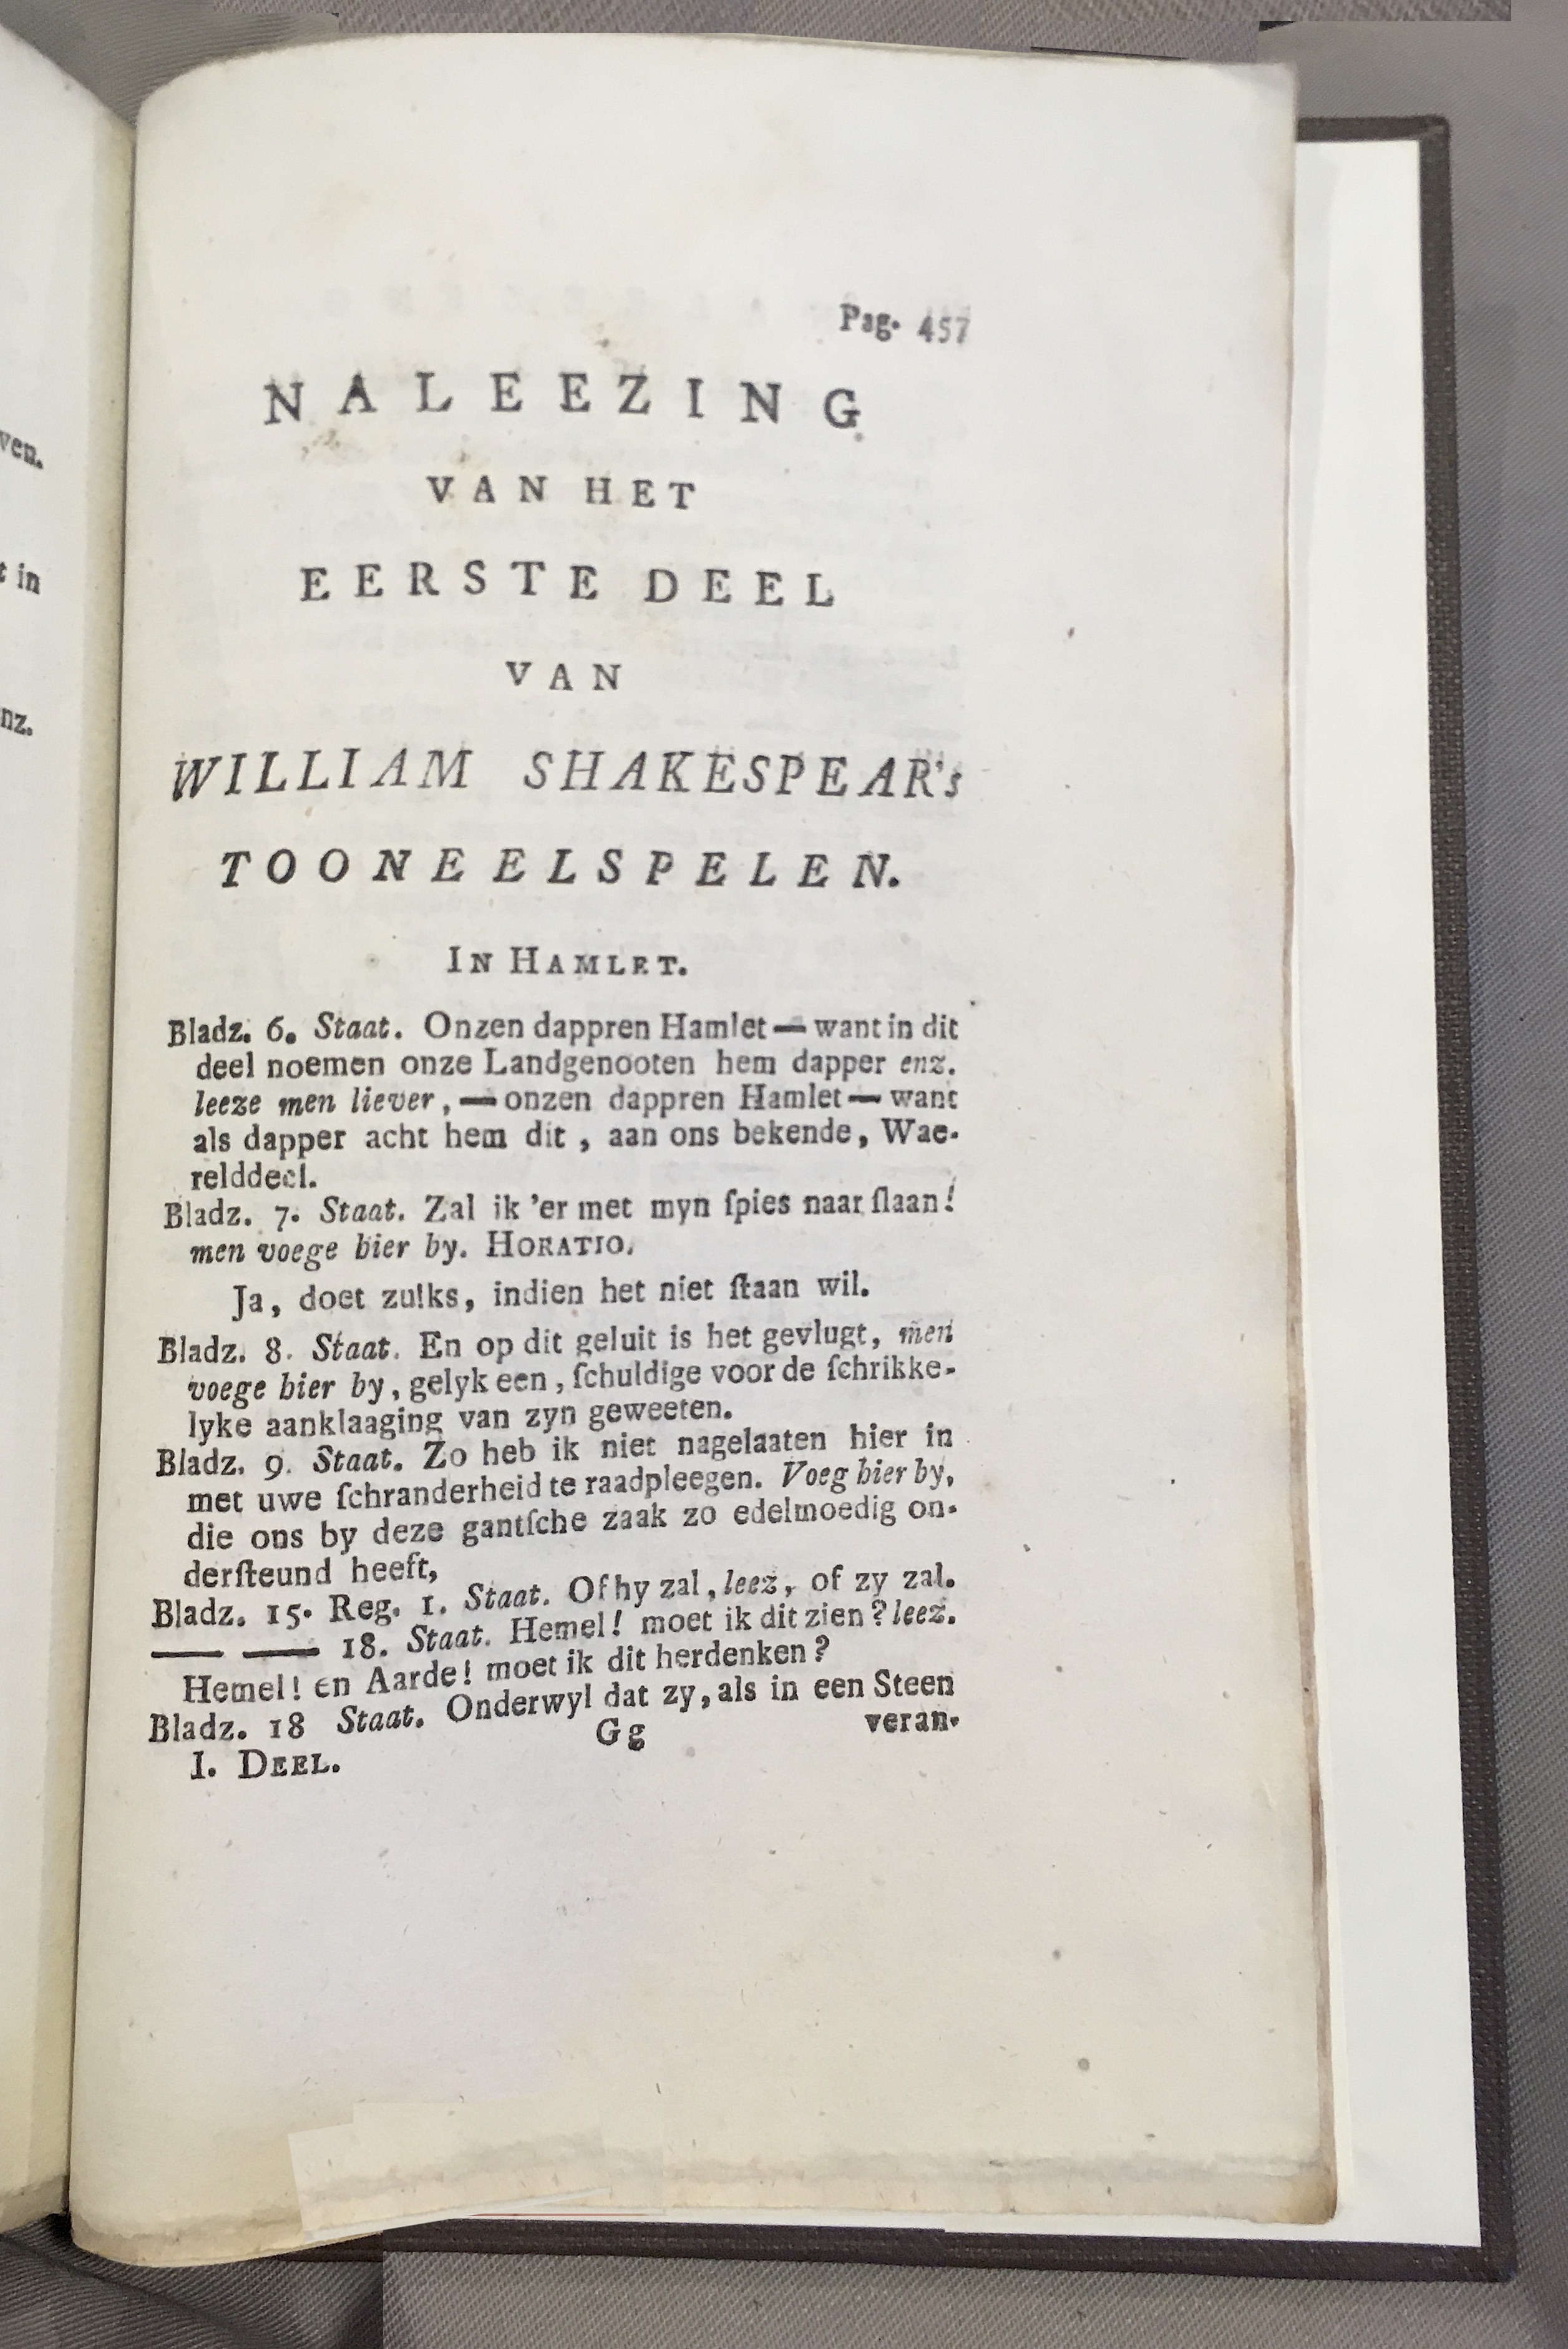 ven.
t in
nz.
Pag. 457
NALEEZING
VAN HET
EERSTE DEEL
VAN
WILLIAM SHAKESPEAR's
TOONEELSPELEN.
IN HAMLET.
Bladz. 6. Staat. Onzen dappren Hamlet — want in dit
deel noemen onze Landgenooten hem dapper enz.
leeze men liever, — onzen dappren Hamlet — want
als dapper acht hem dit, aan ons bekende, Wae-
relddeel.
Bladz. 7. Staat. Zal ik 'er met myn ſpies naar ſlaan!
men voege hier by. HORATIO.
Ja, doet zulks, indien het niet ſtaan wil.
Bladz. 8. Staat. En op dit geluit is het gevlugt, men
voege hier by, gelyk een, ſchuldige voor de ſchrikke-
lyke aanklaaging van zyn geweeten.
Bladz. 9. Staat. Zo heb ik niet nagelaaten hier in
met uwe ſchranderheid te raadpleegen. Voeg hier by,
die ons by deze gantſche zaak zo edelmoedig on-
derſteund heeft,
Bladz. 15. Reg. 1. Staat. Of hy zal, leez, of zy zal.
— — 18. Staat. Hemel! moet ik dit zien? leez.
Hemel! en Aarde! moet ik dit herdenken?
Bladz. 18 Staat. Onderwyl dat zy, als in een Steen
Gg veran-
I. DEEL.